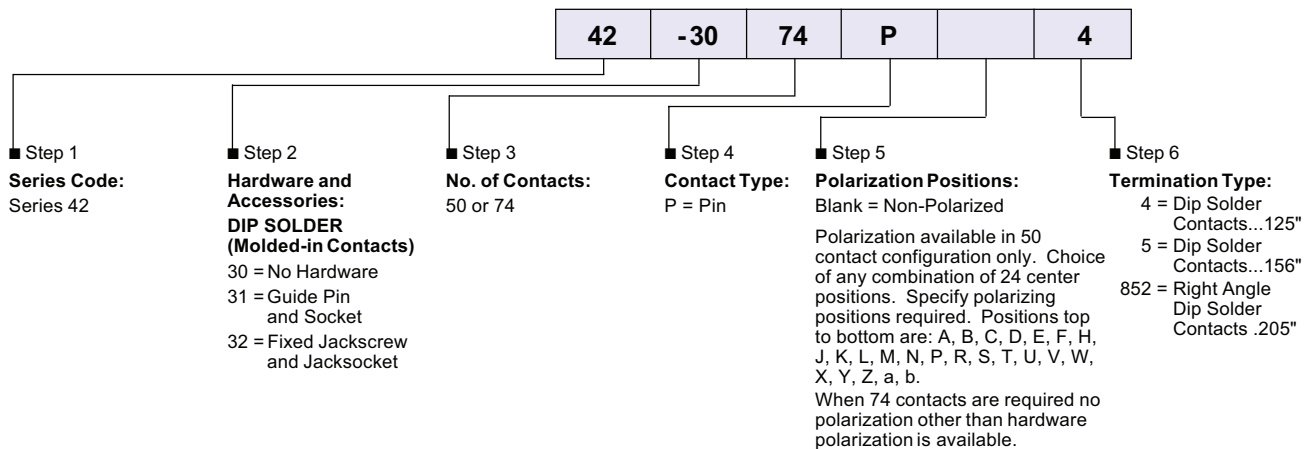 42 -30 74 P 4
■ Step 1
Series Code:
Series 42
■ Step 2
Hardware and
Accessories:
DIP SOLDER
(Molded-in Contacts)
30 = No Hardware
31 = Guide Pin
and Socket
32 = Fixed Jackscrew
and Jacksocket
■ Step 3
No. of Contacts:
50 or 74
■ Step 4
Contact Type:
P = Pin
■ Step 5
Polarization Positions:
Blank = Non-Polarized
Polarization available in 50
contact configuration only. Choice
of any combination of 24 center
positions. Specify polarizing
positions required. Positions top
to bottom are: A, B, C, D, E, F, H,
J, K, L, M, N, P, R, S, T, U, V, W,
X, Y, Z, a, b.
When 74 contacts are required no
polarization other than hardware
polarization is available.
■ Step 6
Termination Type:
4 = Dip Solder
Contacts...125"
5 = Dip Solder
Contacts...156"
852 = Right Angle
Dip Solder
Contacts .205"